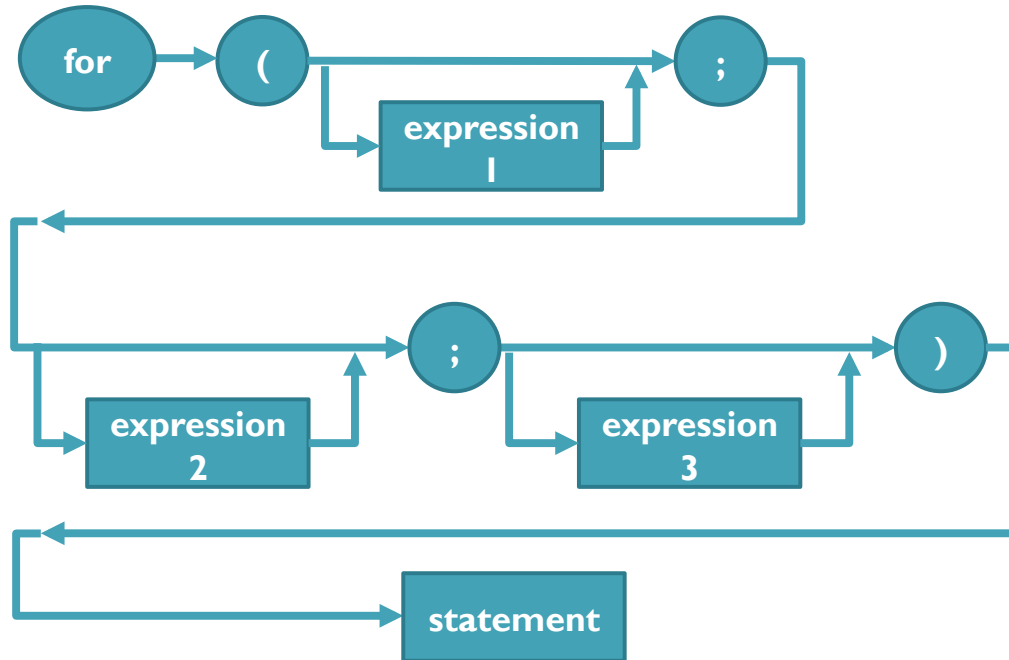 for
(
;
expression
1
;
)
expression
2
expression
3
statement